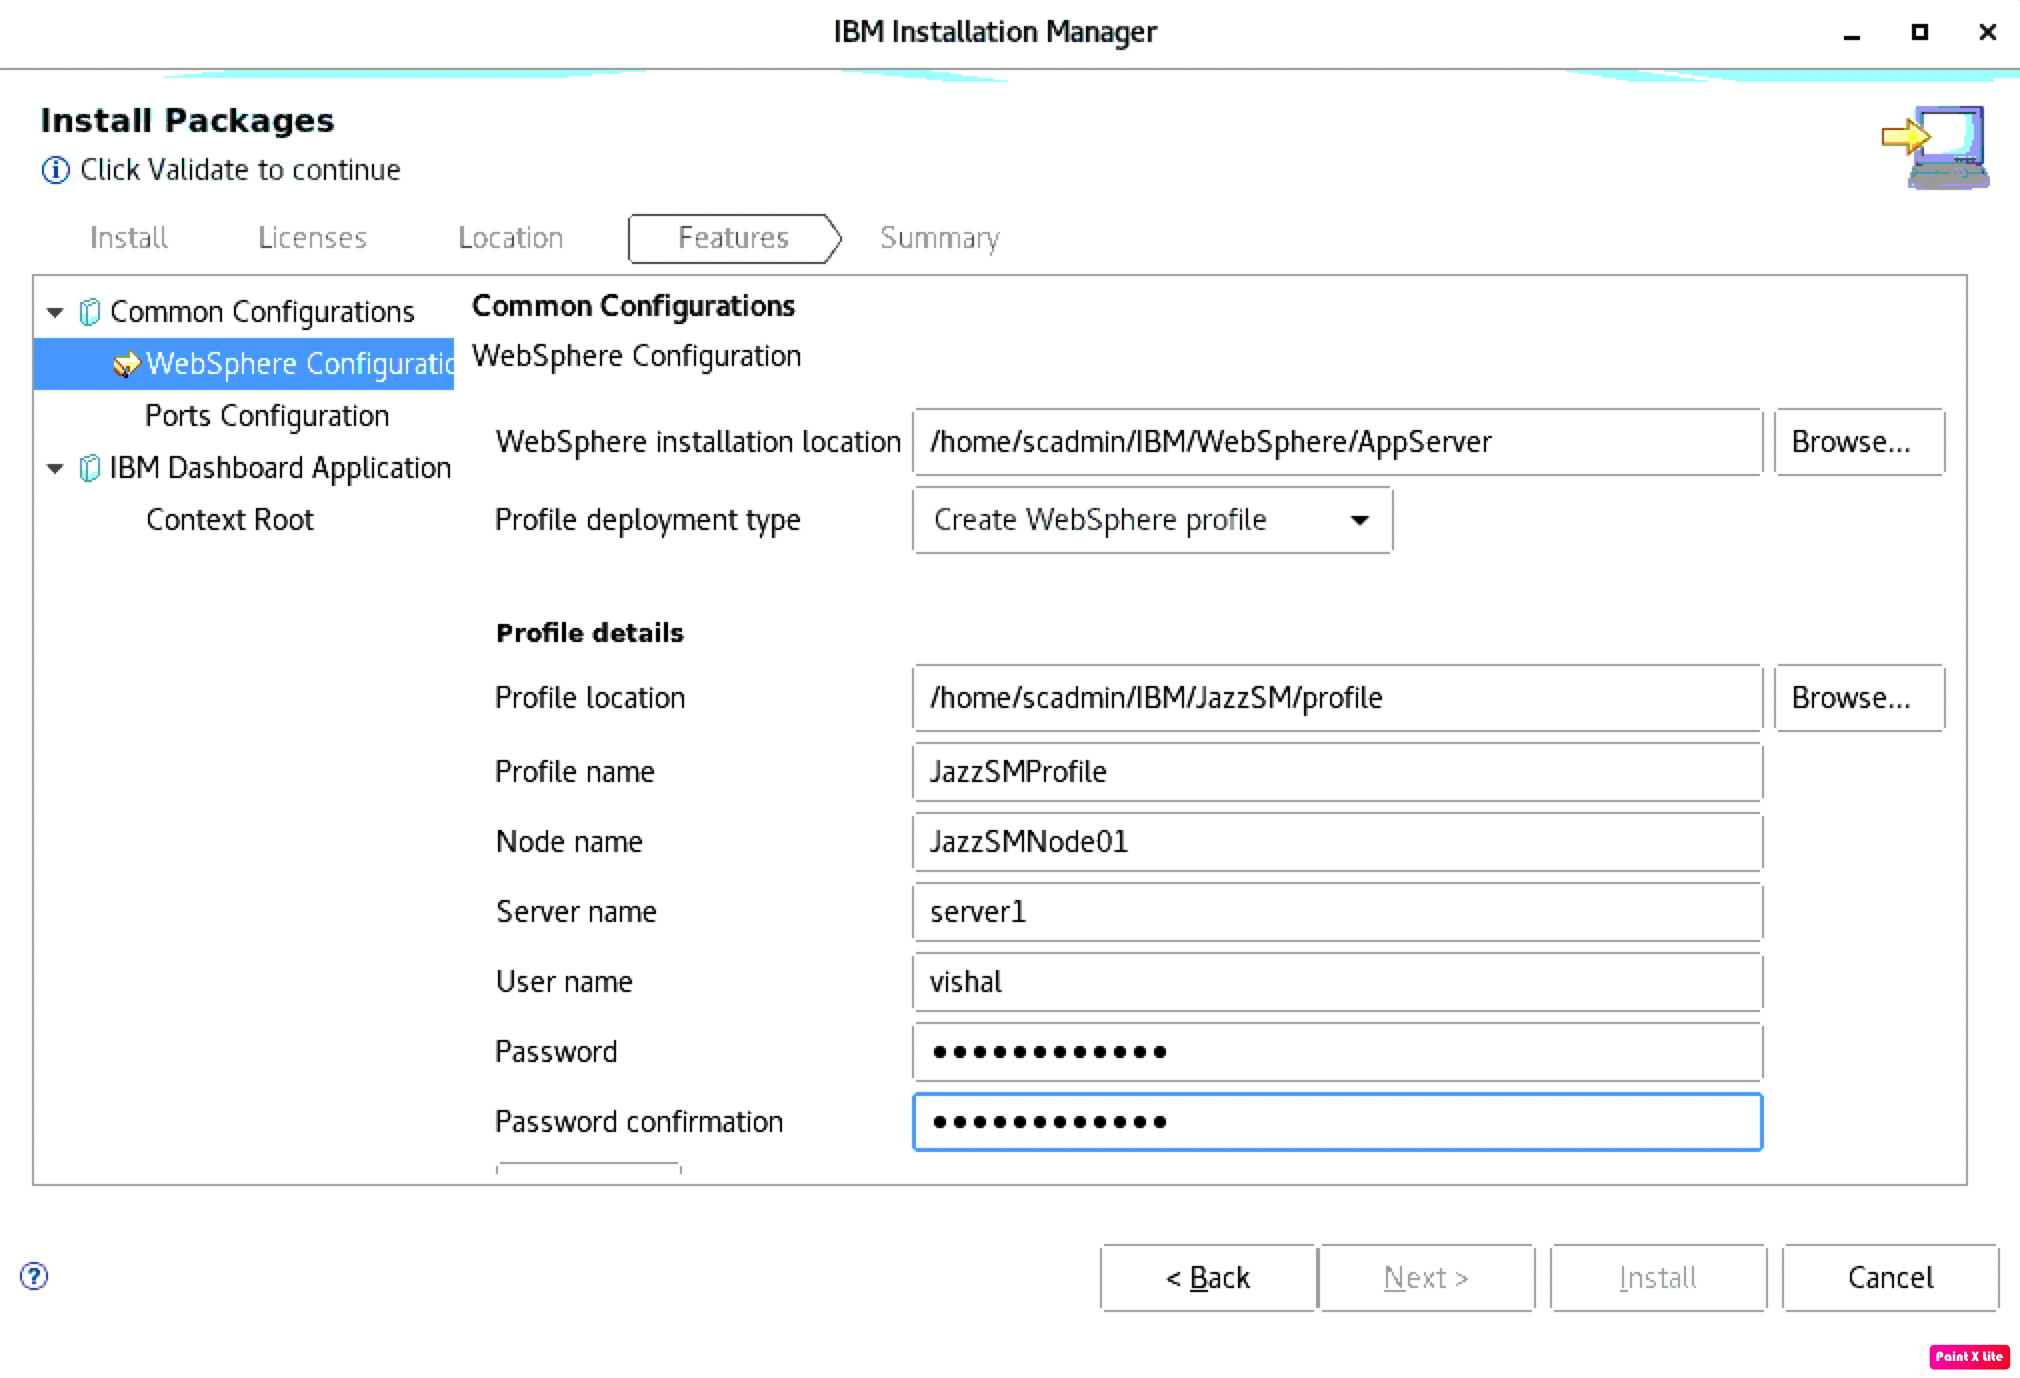 IBM Installation Manager
Install Packages
Click Validate to continue
Install Licenses Location Features Summary
Common Configurations
WebSphere Configuratio
Ports Configuration
IBM Dashboard Application
Context Root
Common Configurations
WebSphere Configuration
WebSphere installation location /home/scadmin/IBM/WebSphere/AppServer Browse...
Profile deployment type Create WebSphere profile
Profile details
Profile location /home/scadmin/IBM/JazzSM/profile Browse...
Profile name JazzSMProfile
Node name JazzSMNode01
Server name server1
User name vishal
Password ●●●●●●●●●●●●
Password confirmation ●●●●●●●●●●●●
< Back Next > Install Cancel
Paint X lite